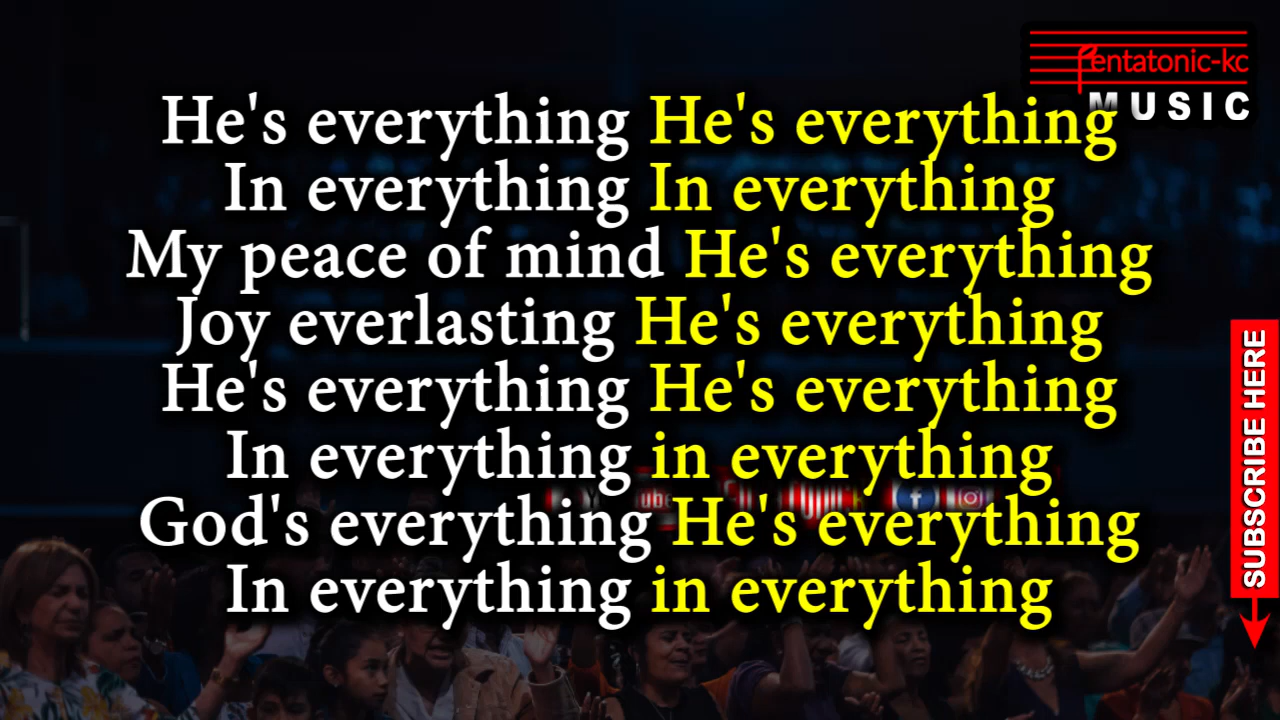 Pentatonic-kc
MUSIC
He's everything He's everything
In everything In everything
My peace of mind He's everything
Joy everlasting He's everything
He's everything He's everything
In everything in everything
God's everything He's everything
In everything in everything
SUBSCRIBE HERE